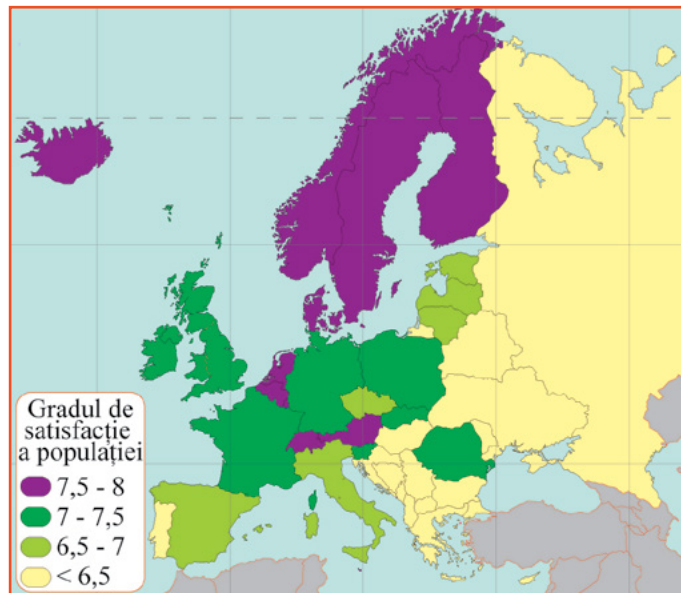 Gradul de
satisfacție
a populației
7,5 - 8
7 - 7,5
6,5 - 7
< 6,5